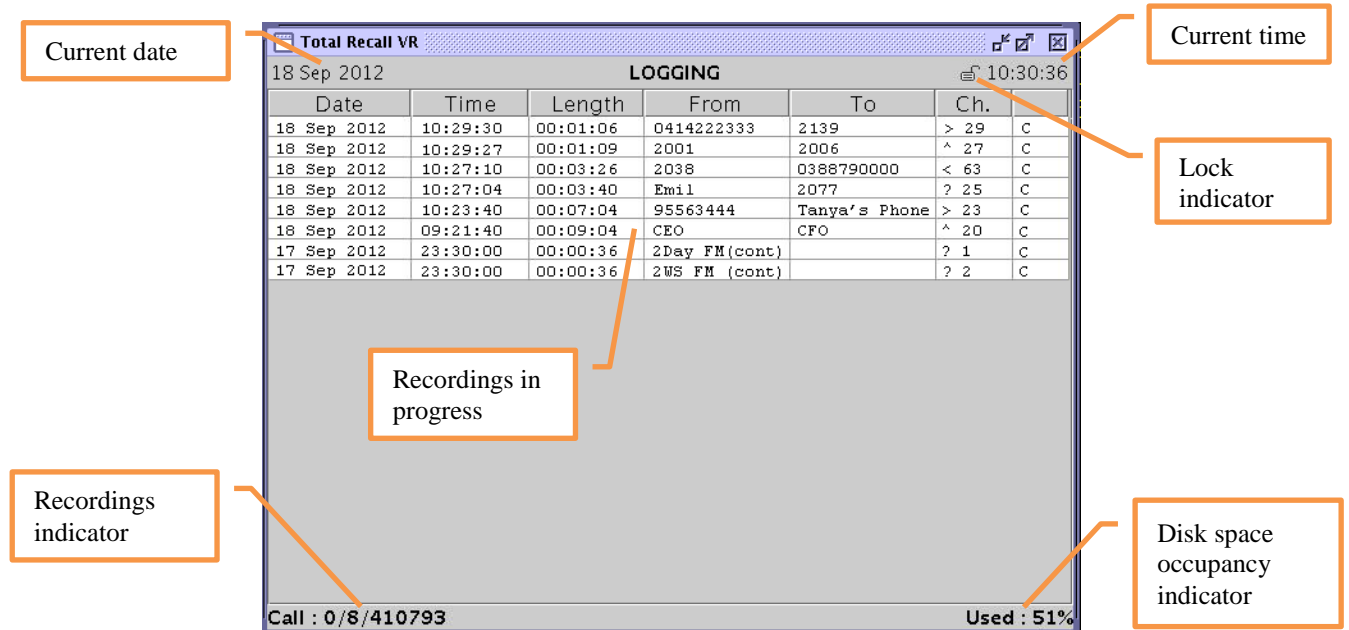 Current date
Total Recall VR
Current time
18 Sep 2012 LOGGING 10:30:36
Date Time Length From To Ch.
18 Sep 2012 10:29:30 00:01:06 0414222333 2139 > 29 C
18 Sep 2012 10:29:27 00:01:09 2001 2006 ^ 27 C
18 Sep 2012 10:27:10 00:03:26 2038 0388790000 < 63 C
18 Sep 2012 10:27:04 00:03:40 Emil 2077 ? 25 C
18 Sep 2012 10:23:40 00:07:04 95563444 Tanya's Phone > 23 C
18 Sep 2012 09:21:40 00:09:04 CEO CFO ^ 20 C
17 Sep 2012 23:30:00 00:00:36 2Day FM(cont) ? 1 C
17 Sep 2012 23:30:00 00:00:36 2WS FM (cont) ? 2 C
Lock
indicator
Recordings in
progress
Recordings
indicator
Disk space
occupancy
indicator
Call : 0/8/410793 Used : 51%